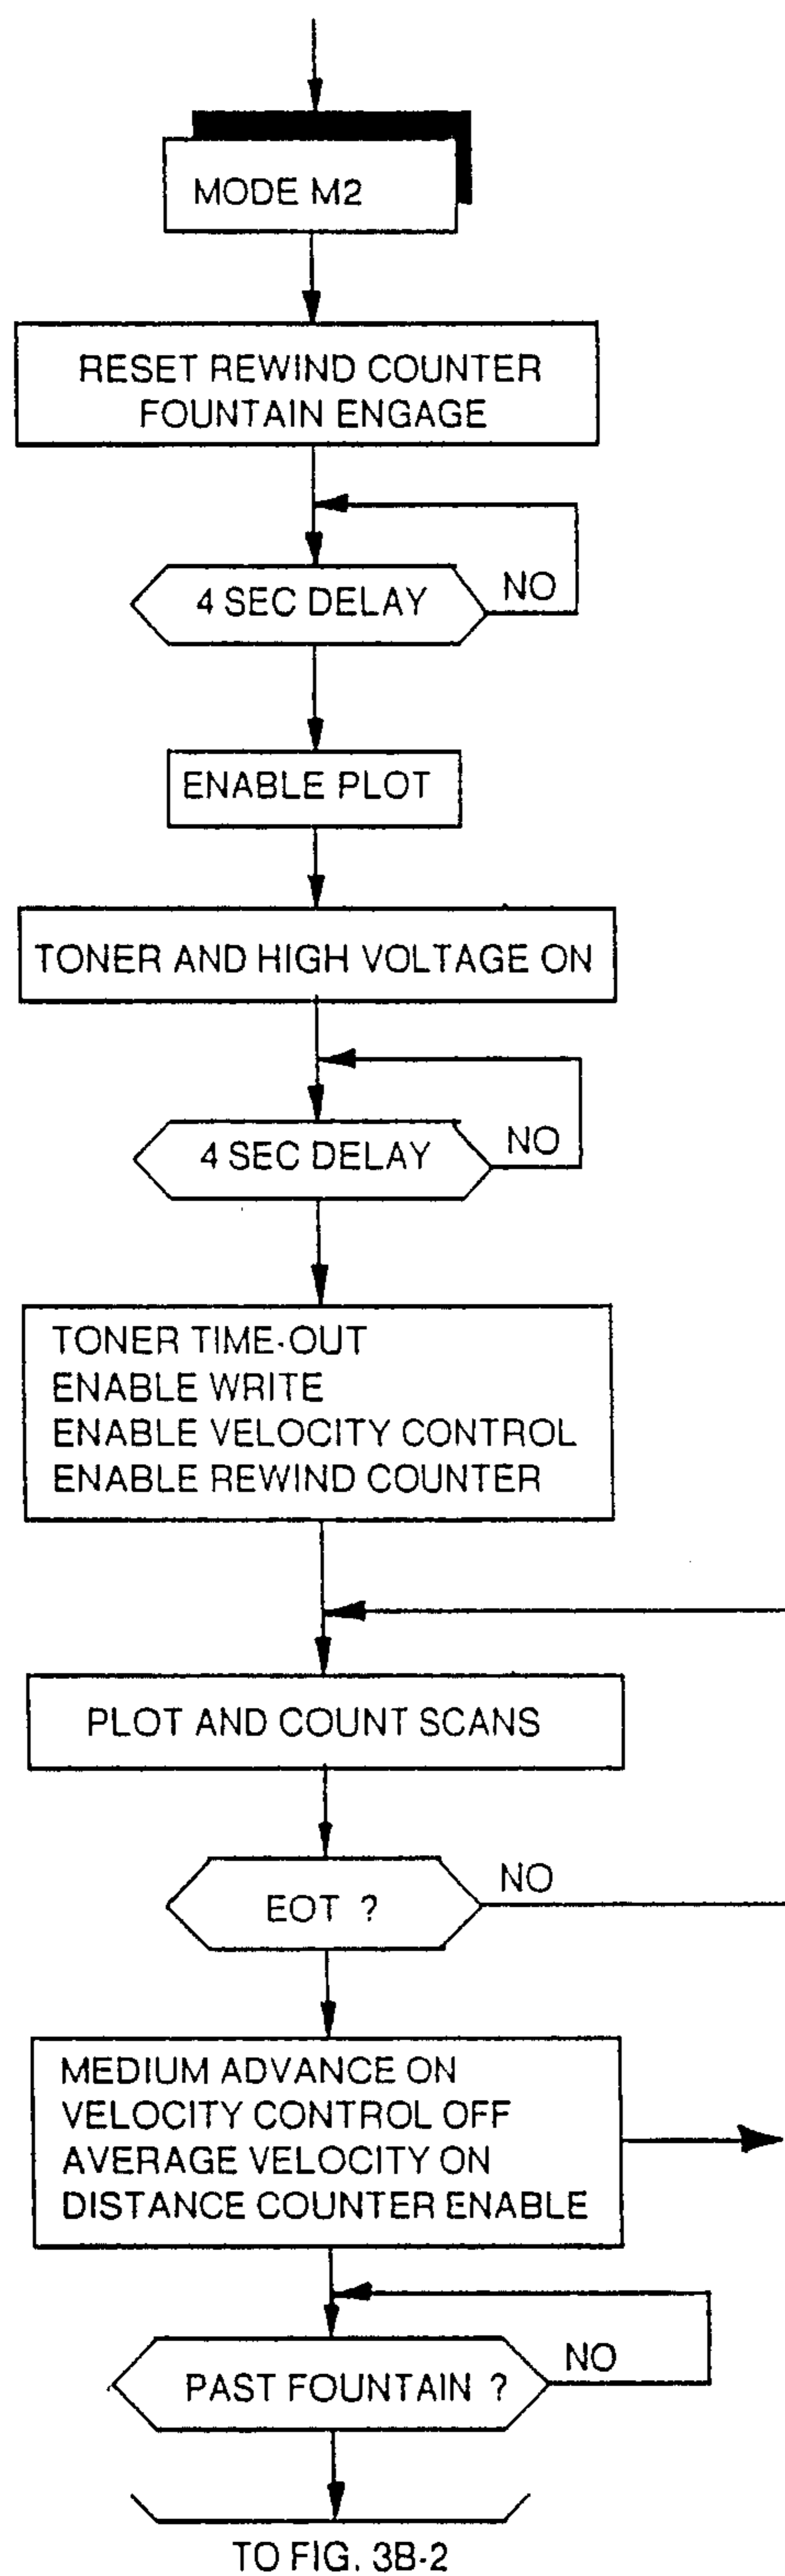 MODE M2
RESET REWIND COUNTER
FOUNTAIN ENGAGE
4 SEC DELAY
NO
ENABLE PLOT
TONER AND HIGH VOLTAGE ON
4 SEC DELAY
NO
TONER TIME-OUT
ENABLE WRITE
ENABLE VELOCITY CONTROL
ENABLE REWIND COUNTER
PLOT AND COUNT SCANS
EOT ?
NO
MEDIUM ADVANCE ON
VELOCITY CONTROL OFF
AVERAGE VELOCITY ON
DISTANCE COUNTER ENABLE
PAST FOUNTAIN ?
NO
TO FIG. 3B-2